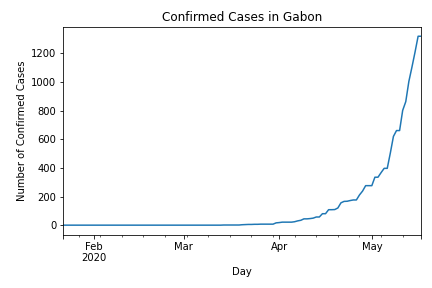 Confirmed Cases in Gabon
Number of Confirmed Cases
1200
1000
800
600
400
200
0
Feb
2020
Mar
Apr
May
Day